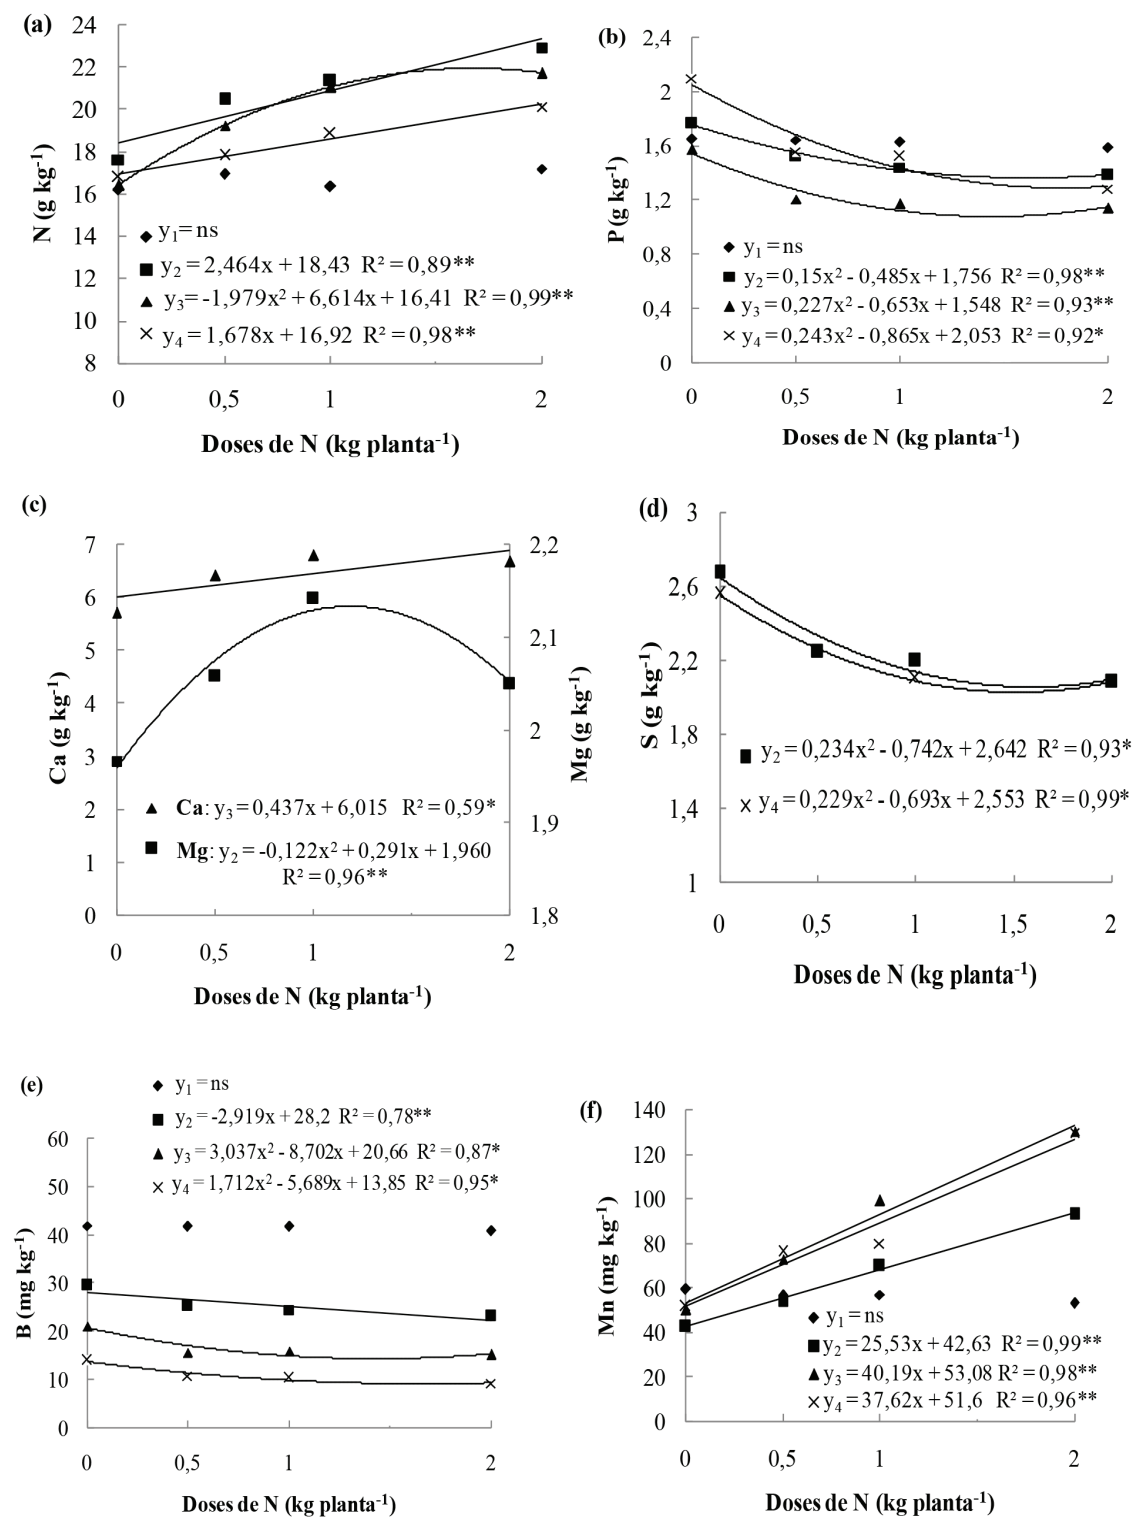 (a)
24
22
20
18
16
14
12
10
8
N (g kg⁻¹)
y₁= ns
y₂ = 2,464x + 18,43 R² = 0,89**
y₃= -1,979x² + 6,614x + 16,41 R² = 0,99**
y₄ = 1,678x + 16,92 R² = 0,98**
0 0,5 1 2
Doses de N (kg planta⁻¹)
(b)
2,4
2
1,6
1,2
0,8
0,4
0
P (g kg⁻¹)
y₁ = ns
y₂ = 0,15x² - 0,485x + 1,756 R² = 0,98**
y₃ = 0,227x² - 0,653x + 1,548 R² = 0,93**
y₄ = 0,243x² - 0,865x + 2,053 R² = 0,92*
0 0,5 1 2
Doses de N (kg planta⁻¹)
(c)
7
6
5
4
3
2
1
0
Ca (g kg⁻¹)
2,2
2,1
2
1,9
1,8
Mg (g kg⁻¹)
Ca: y₃ = 0,437x + 6,015 R² = 0,59*
Mg: y₂ = -0,122x² + 0,291x + 1,960
R² = 0,96**
0 0,5 1 2
Doses de N (kg planta⁻¹)
(d)
3
2,6
2,2
1,8
1,4
1
S (g kg⁻¹)
y₂ = 0,234x² - 0,742x + 2,642 R² = 0,93*
y₄ = 0,229x² - 0,693x + 2,553 R² = 0,99*
0 0,5 1 1,5 2
Doses de N (kg planta⁻¹)
(e)
y₁ = ns
y₂ = -2,919x + 28,2 R² = 0,78**
y₃ = 3,037x² - 8,702x + 20,66 R² = 0,87*
y₄ = 1,712x² - 5,689x + 13,85 R² = 0,95*
60
50
40
30
20
10
0
B (mg kg⁻¹)
0 0,5 1 2
Doses de N (kg planta⁻¹)
(f)
140
120
100
80
60
40
20
0
Mn (mg kg⁻¹)
y₁ = ns
y₂ = 25,53x + 42,63 R² = 0,99**
y₃ = 40,19x + 53,08 R² = 0,98**
y₄ = 37,62x + 51,6 R² = 0,96**
0 0,5 1 2
Doses de N (kg planta⁻¹)